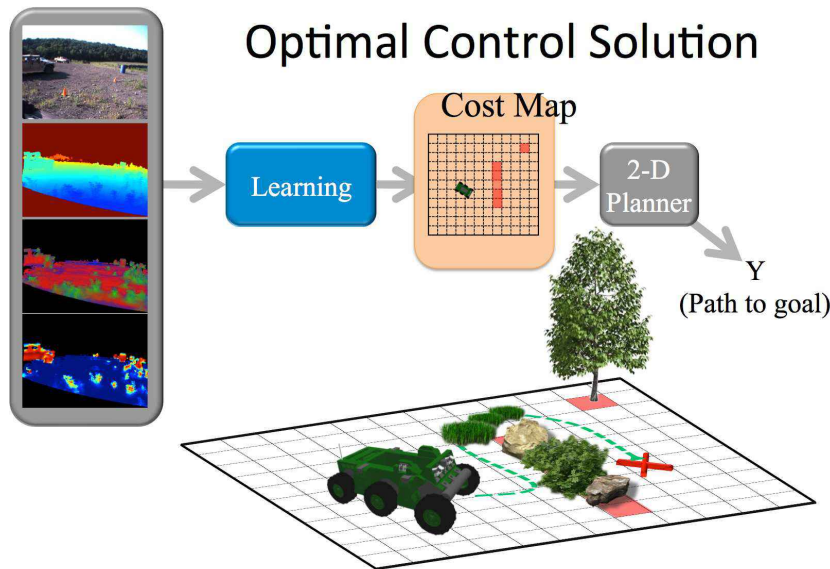 Optimal Control Solution
Cost Map
Learning
2-D
Planner
Y
(Path to goal)